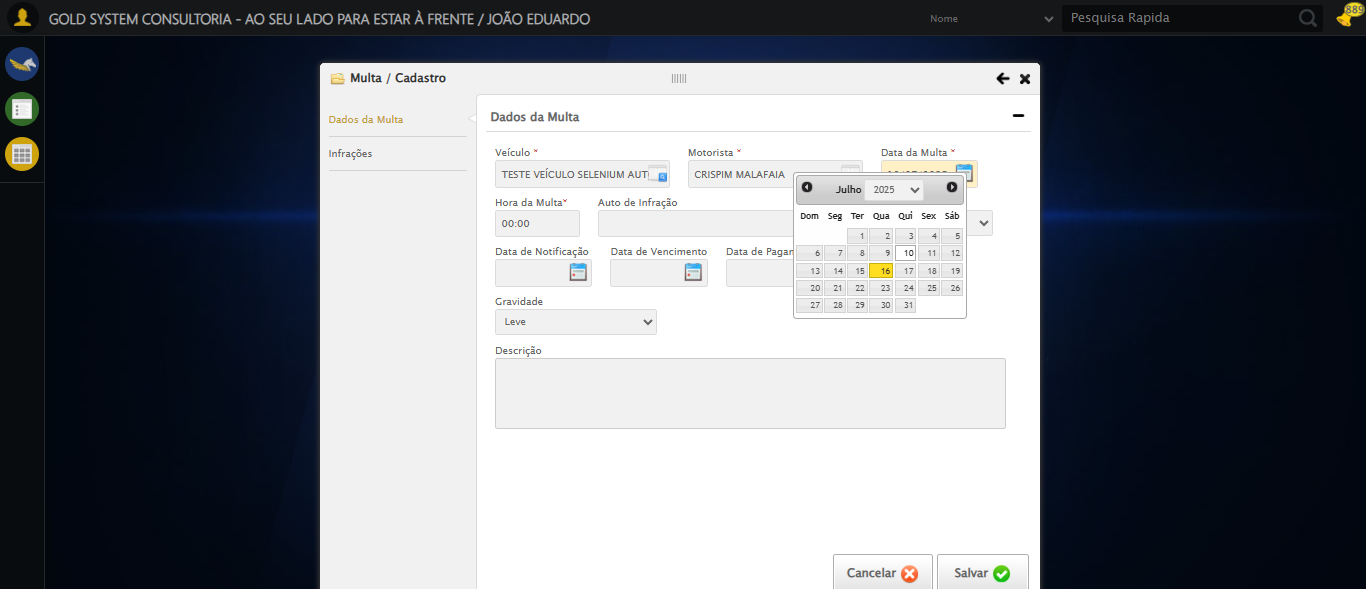 GOLD SYSTEM CONSULTORIA - AO SEU LADO PARA ESTAR À FRENTE / JOÃO EDUARDO
Nome
Pesquisa Rapida
889
Multa / Cadastro
Dados da Multa
Infrações
Dados da Multa
Veículo *
Motorista *
Data da Multa *
TESTE VEÍCULO SELENIUM AUT
CRISPIM MALAFAIA
Julho 2025
Dom Seg Ter Qua Qui Sex Sáb
1 2 3 4 5
6 7 8 9 10 11 12
13 14 15 16 17 18 19
20 21 22 23 24 25 26
27 28 29 30 31
Hora da Multa*
Auto de Infração
00:00
Data de Notificação
Data de Vencimento
Data de Pagam
Gravidade
Leve
Descrição
Cancelar
Salvar